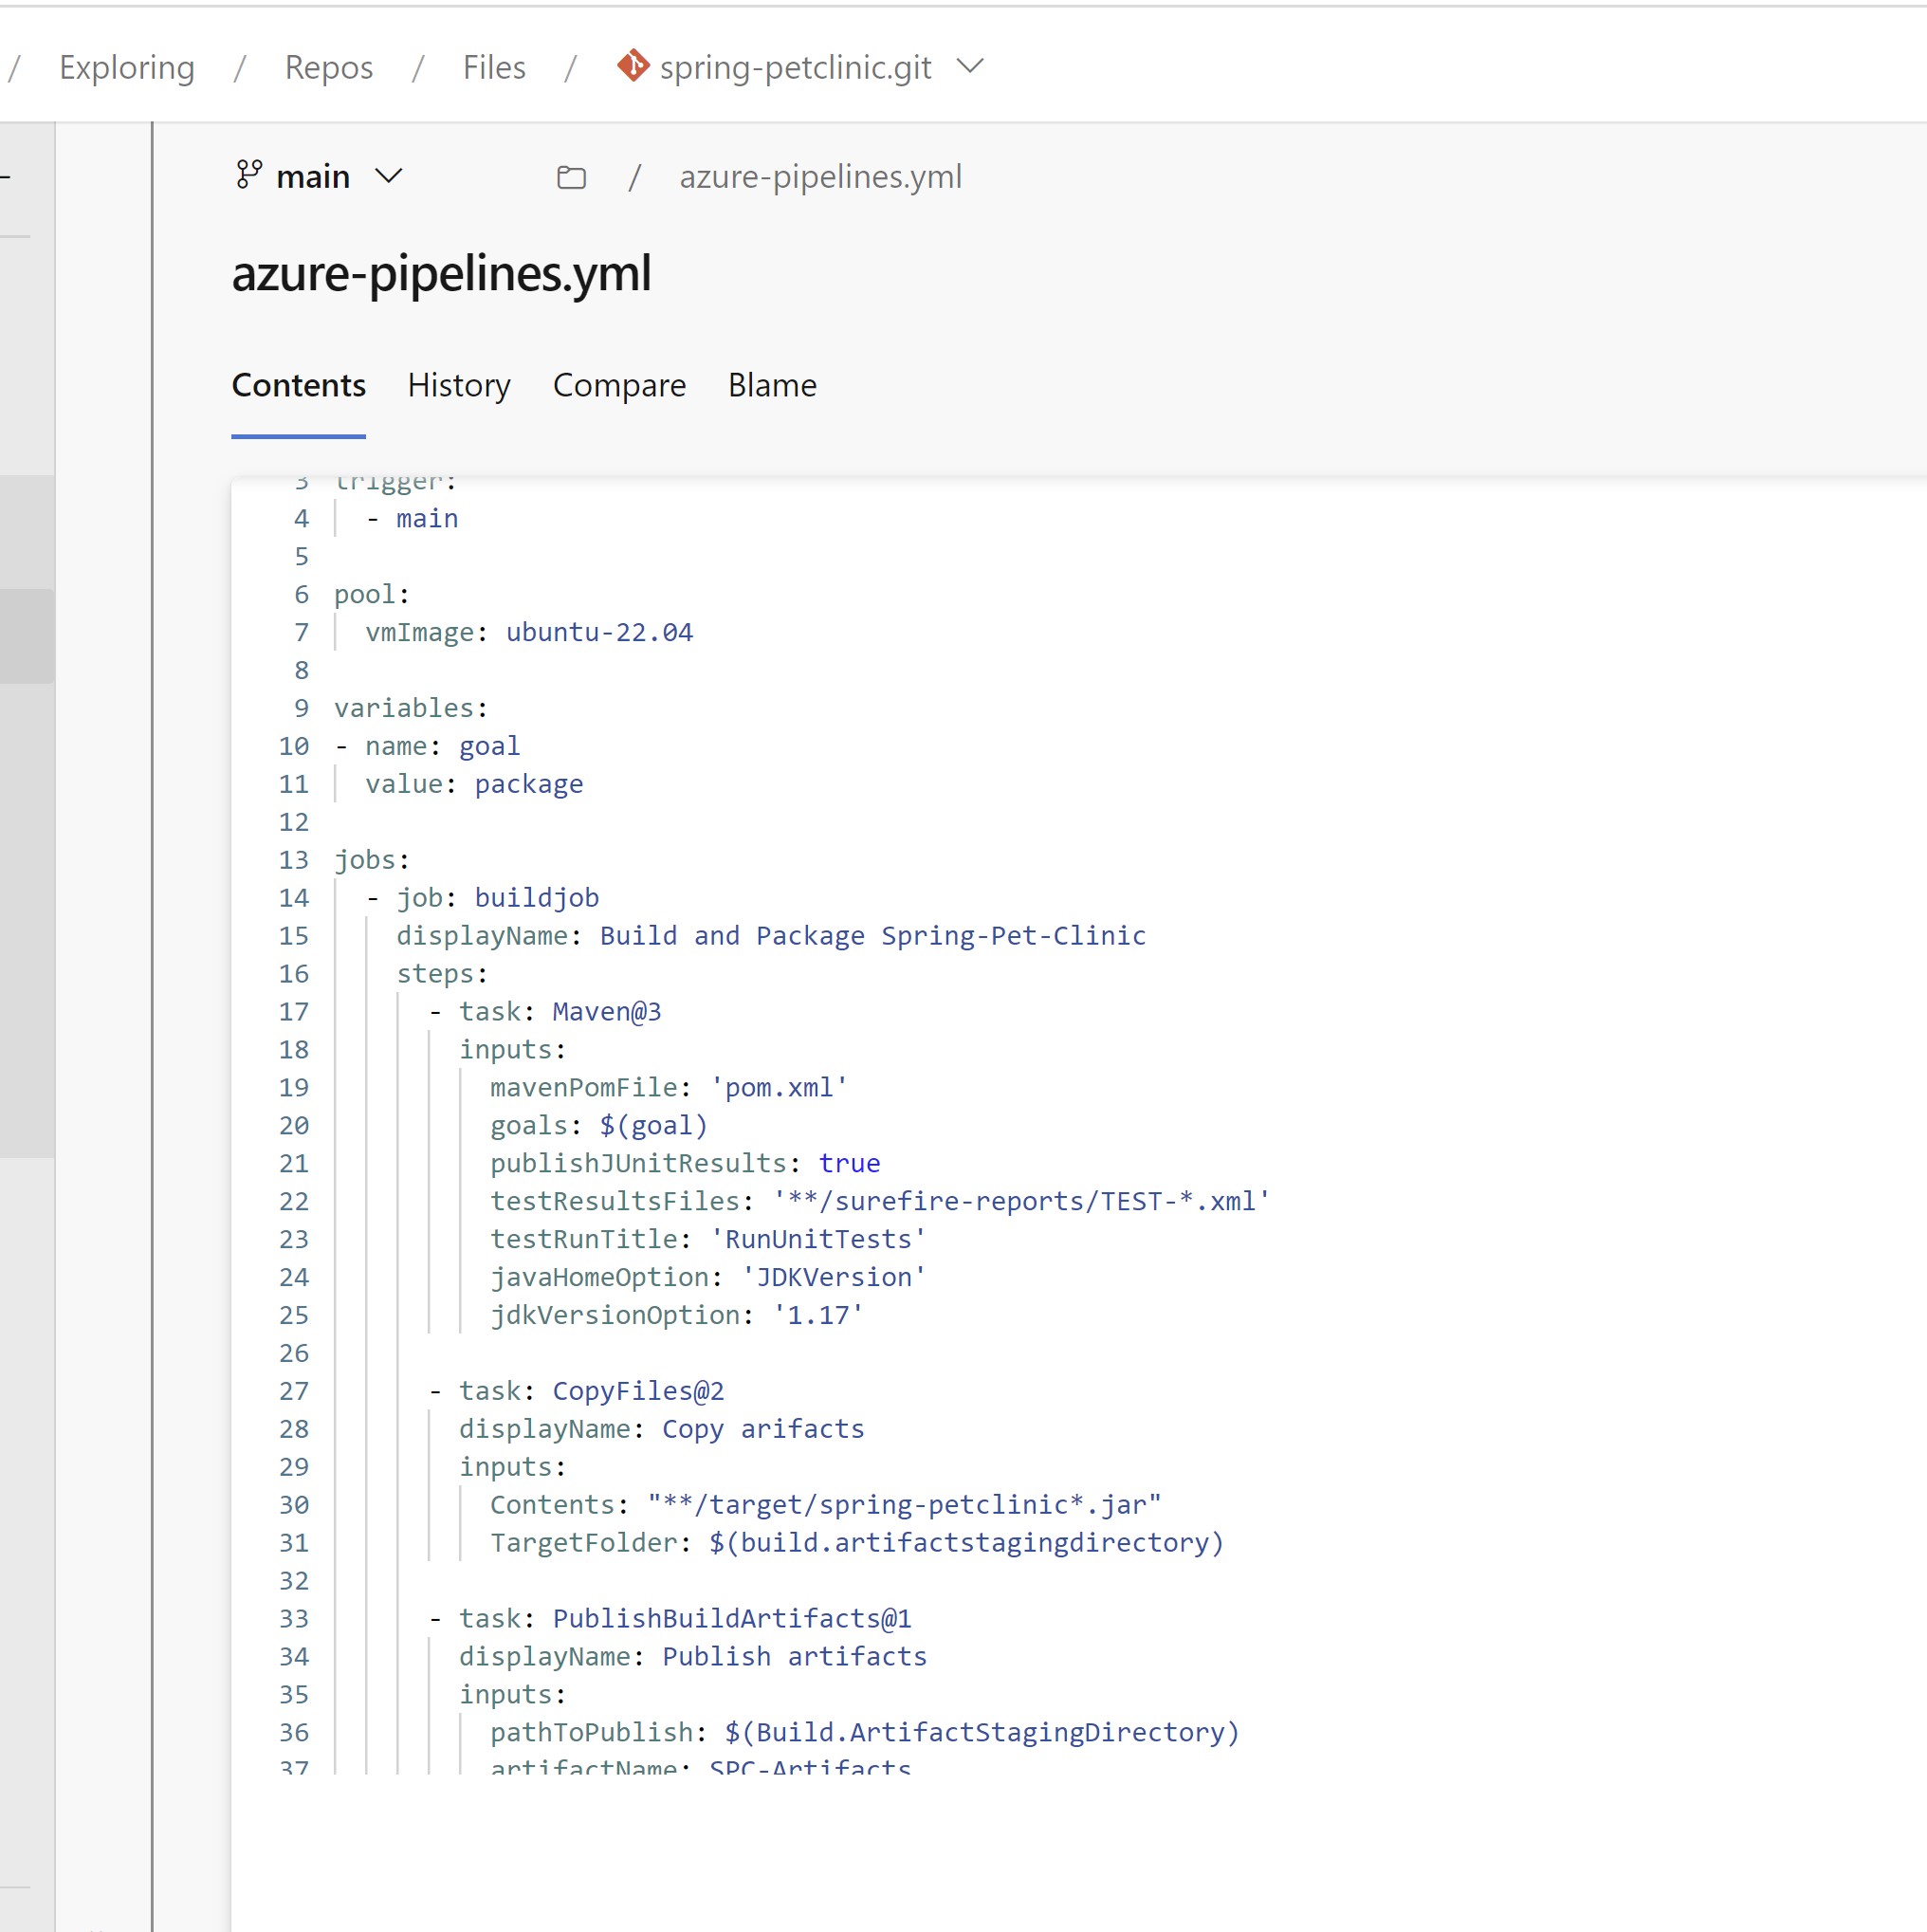 / Exploring / Repos / Files / spring-petclinic.git
main / azure-pipelines.yml
azure-pipelines.yml
Contents History Compare Blame
3 trigger:
4 - main
5
6 pool:
7 vmImage: ubuntu-22.04
8
9 variables:
10 - name: goal
11 value: package
12
13 jobs:
14 - job: buildjob
15 displayName: Build and Package Spring-Pet-Clinic
16 steps:
17 - task: Maven@3
18 inputs:
19 mavenPomFile: 'pom.xml'
20 goals: $(goal)
21 publishJUnitResults: true
22 testResultsFiles: '**/surefire-reports/TEST-*.xml'
23 testRunTitle: 'RunUnitTests'
24 javaHomeOption: 'JDKVersion'
25 jdkVersionOption: '1.17'
26
27 - task: CopyFiles@2
28 displayName: Copy arifacts
29 inputs:
30 Contents: "**/target/spring-petclinic*.jar"
31 TargetFolder: $(build.artifactstagingdirectory)
32
33 - task: PublishBuildArtifacts@1
34 displayName: Publish artifacts
35 inputs:
36 pathToPublish: $(Build.ArtifactStagingDirectory)
37 artifactName: SPC-Artifacts